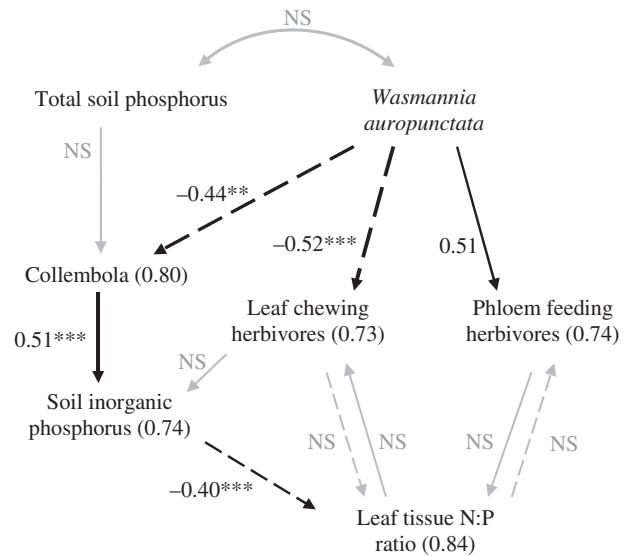 NS
Total soil phosphorus
Wasmannia
auropunctata
NS
–0.44**
–0.52***
0.51
Collembola (0.80)
Leaf chewing
herbivores (0.73)
Phloem feeding
herbivores (0.74)
0.51***
NS
Soil inorganic
phosphorus (0.74)
NS
NS
NS
NS
–0.40***
Leaf tissue N:P
ratio (0.84)